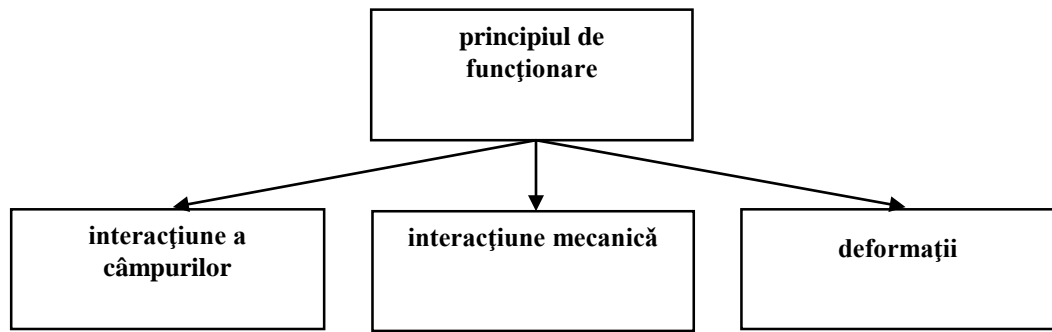 principiul de
funcţionare
interacţiune a
câmpurilor
interacţiune mecanică
deformaţii